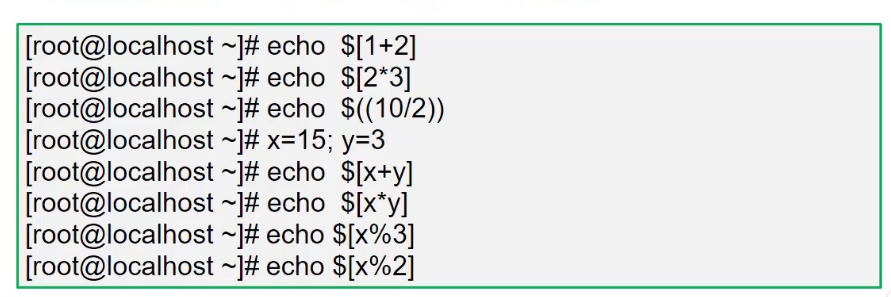 [root@localhost ~]# echo  $[1+2]
[root@localhost ~]# echo  $[2*3]
[root@localhost ~]# echo  $((10/2))
[root@localhost ~]# x=15; y=3
[root@localhost ~]# echo  $[x+y]
[root@localhost ~]# echo  $[x*y]
[root@localhost ~]# echo $[x%3]
[root@localhost ~]# echo $[x%2]